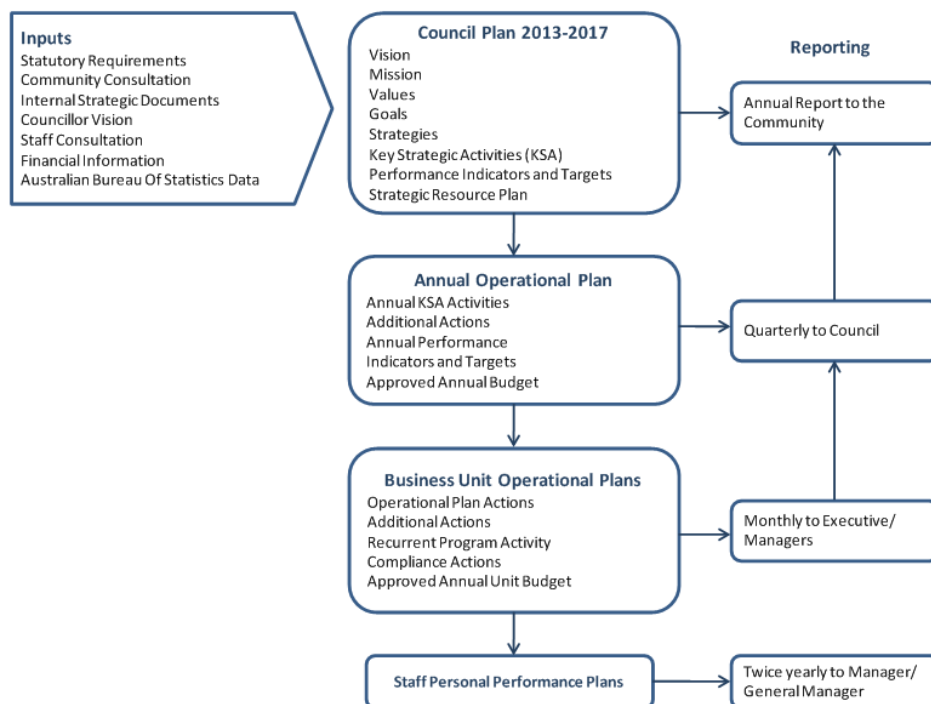 Inputs
Statutory Requirements
Community Consultation
Internal Strategic Documents
Councillor Vision
Staff Consultation
Financial Information
Australian Bureau Of Statistics Data
Council Plan 2013-2017
Vision
Mission
Values
Goals
Strategies
Key Strategic Activities (KSA)
Performance Indicators and Targets
Strategic Resource Plan
Reporting
Annual Report to the
Community
Annual Operational Plan
Annual KSA Activities
Additional Actions
Annual Performance
Indicators and Targets
Approved Annual Budget
Quarterly to Council
Business Unit Operational Plans
Operational Plan Actions
Additional Actions
Recurrent Program Activity
Compliance Actions
Approved Annual Unit Budget
Monthly to Executive/
Managers
Staff Personal Performance Plans
Twice yearly to Manager/
General Manager